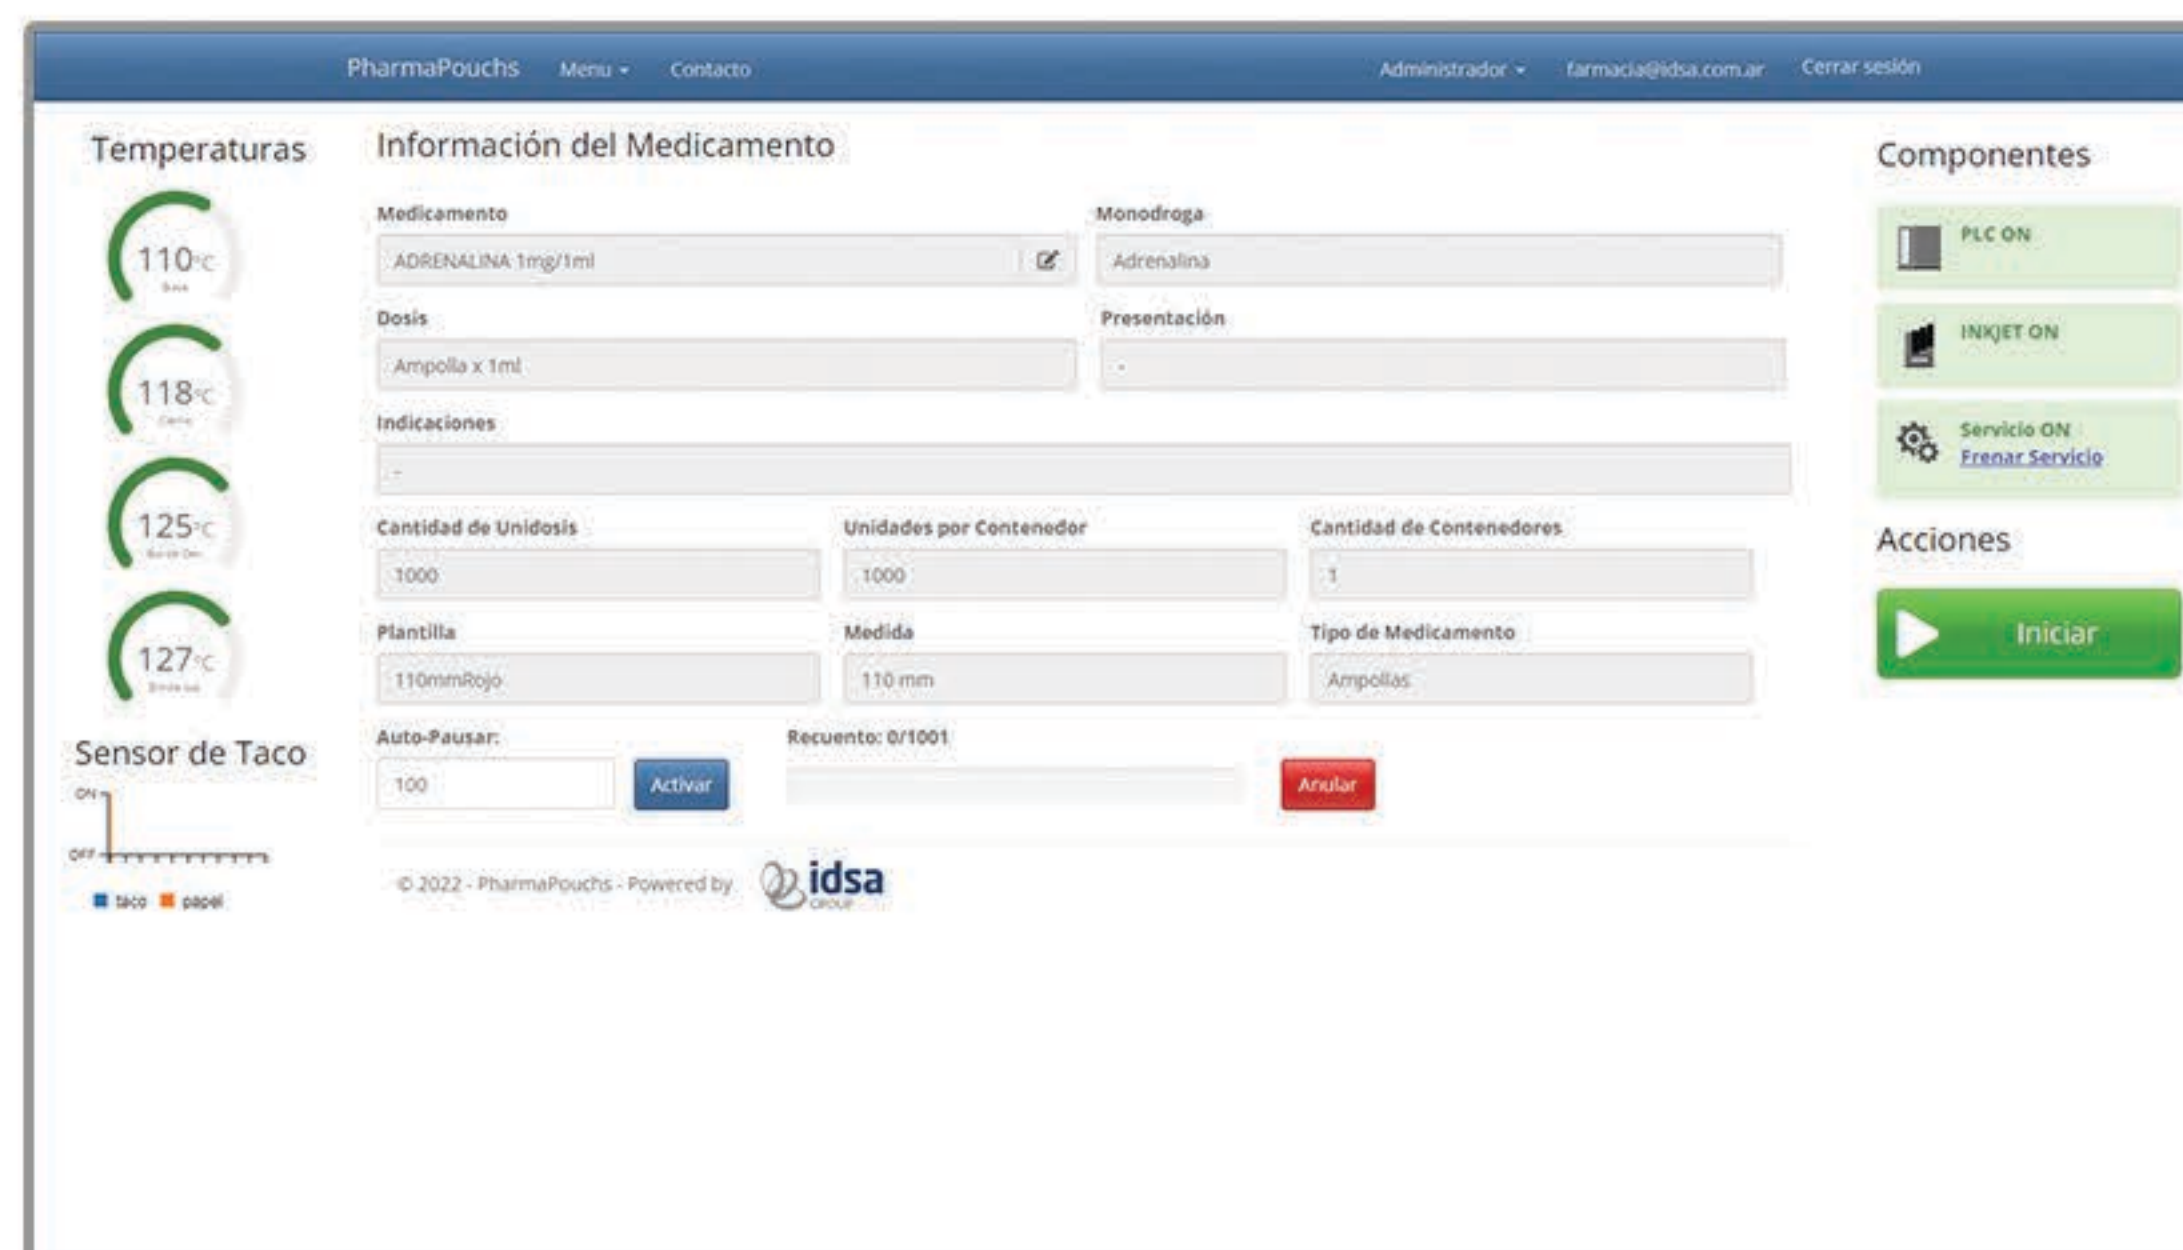 PharmaPouchs Menu Contacto Administrador farmacia@idsa.com.ar Cerrar sesión
Temperaturas
110°C
118°C
125°C
127°C
Sensor de Taco
ON
OFF
taco papel
Información del Medicamento
Medicamento Monodroga
ADRENALINA 1mg/1ml Adrenalina
Dosis Presentación
Ampolla x 1ml -
Indicaciones
-
Cantidad de Unidosis Unidades por Contenedor Cantidad de Contenedores
1000 1000 1
Plantilla Medida Tipo de Medicamento
110mmRojo 110 mm Ampollas
Auto-Pausar: Recuento: 0/1001
100 Activar Anular
© 2022 - PharmaPouchs - Powered by idsa
GROUP
Componentes
PLC ON
INKJET ON
Servicio ON
Frenar Servicio
Acciones
Iniciar